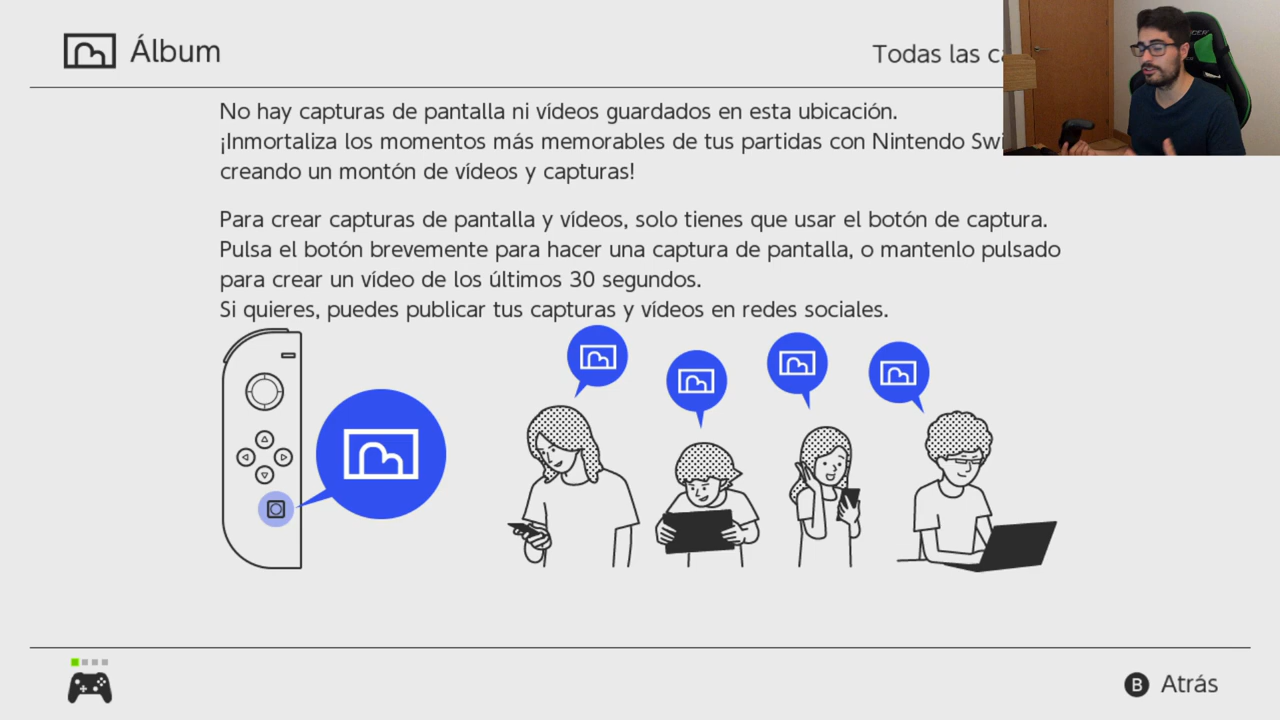 Álbum
Todas las
No hay capturas de pantalla ni vídeos guardados en esta ubicación.
¡Inmortaliza los momentos más memorables de tus partidas con Nintendo
creando un montón de vídeos y capturas!
Para crear capturas de pantalla y vídeos, solo tienes que usar el botón de captura.
Pulsa el botón brevemente para hacer una captura de pantalla, o mantenlo pulsado
para crear un vídeo de los últimos 30 segundos.
Si quieres, puedes publicar tus capturas y vídeos en redes sociales.
B Atrás